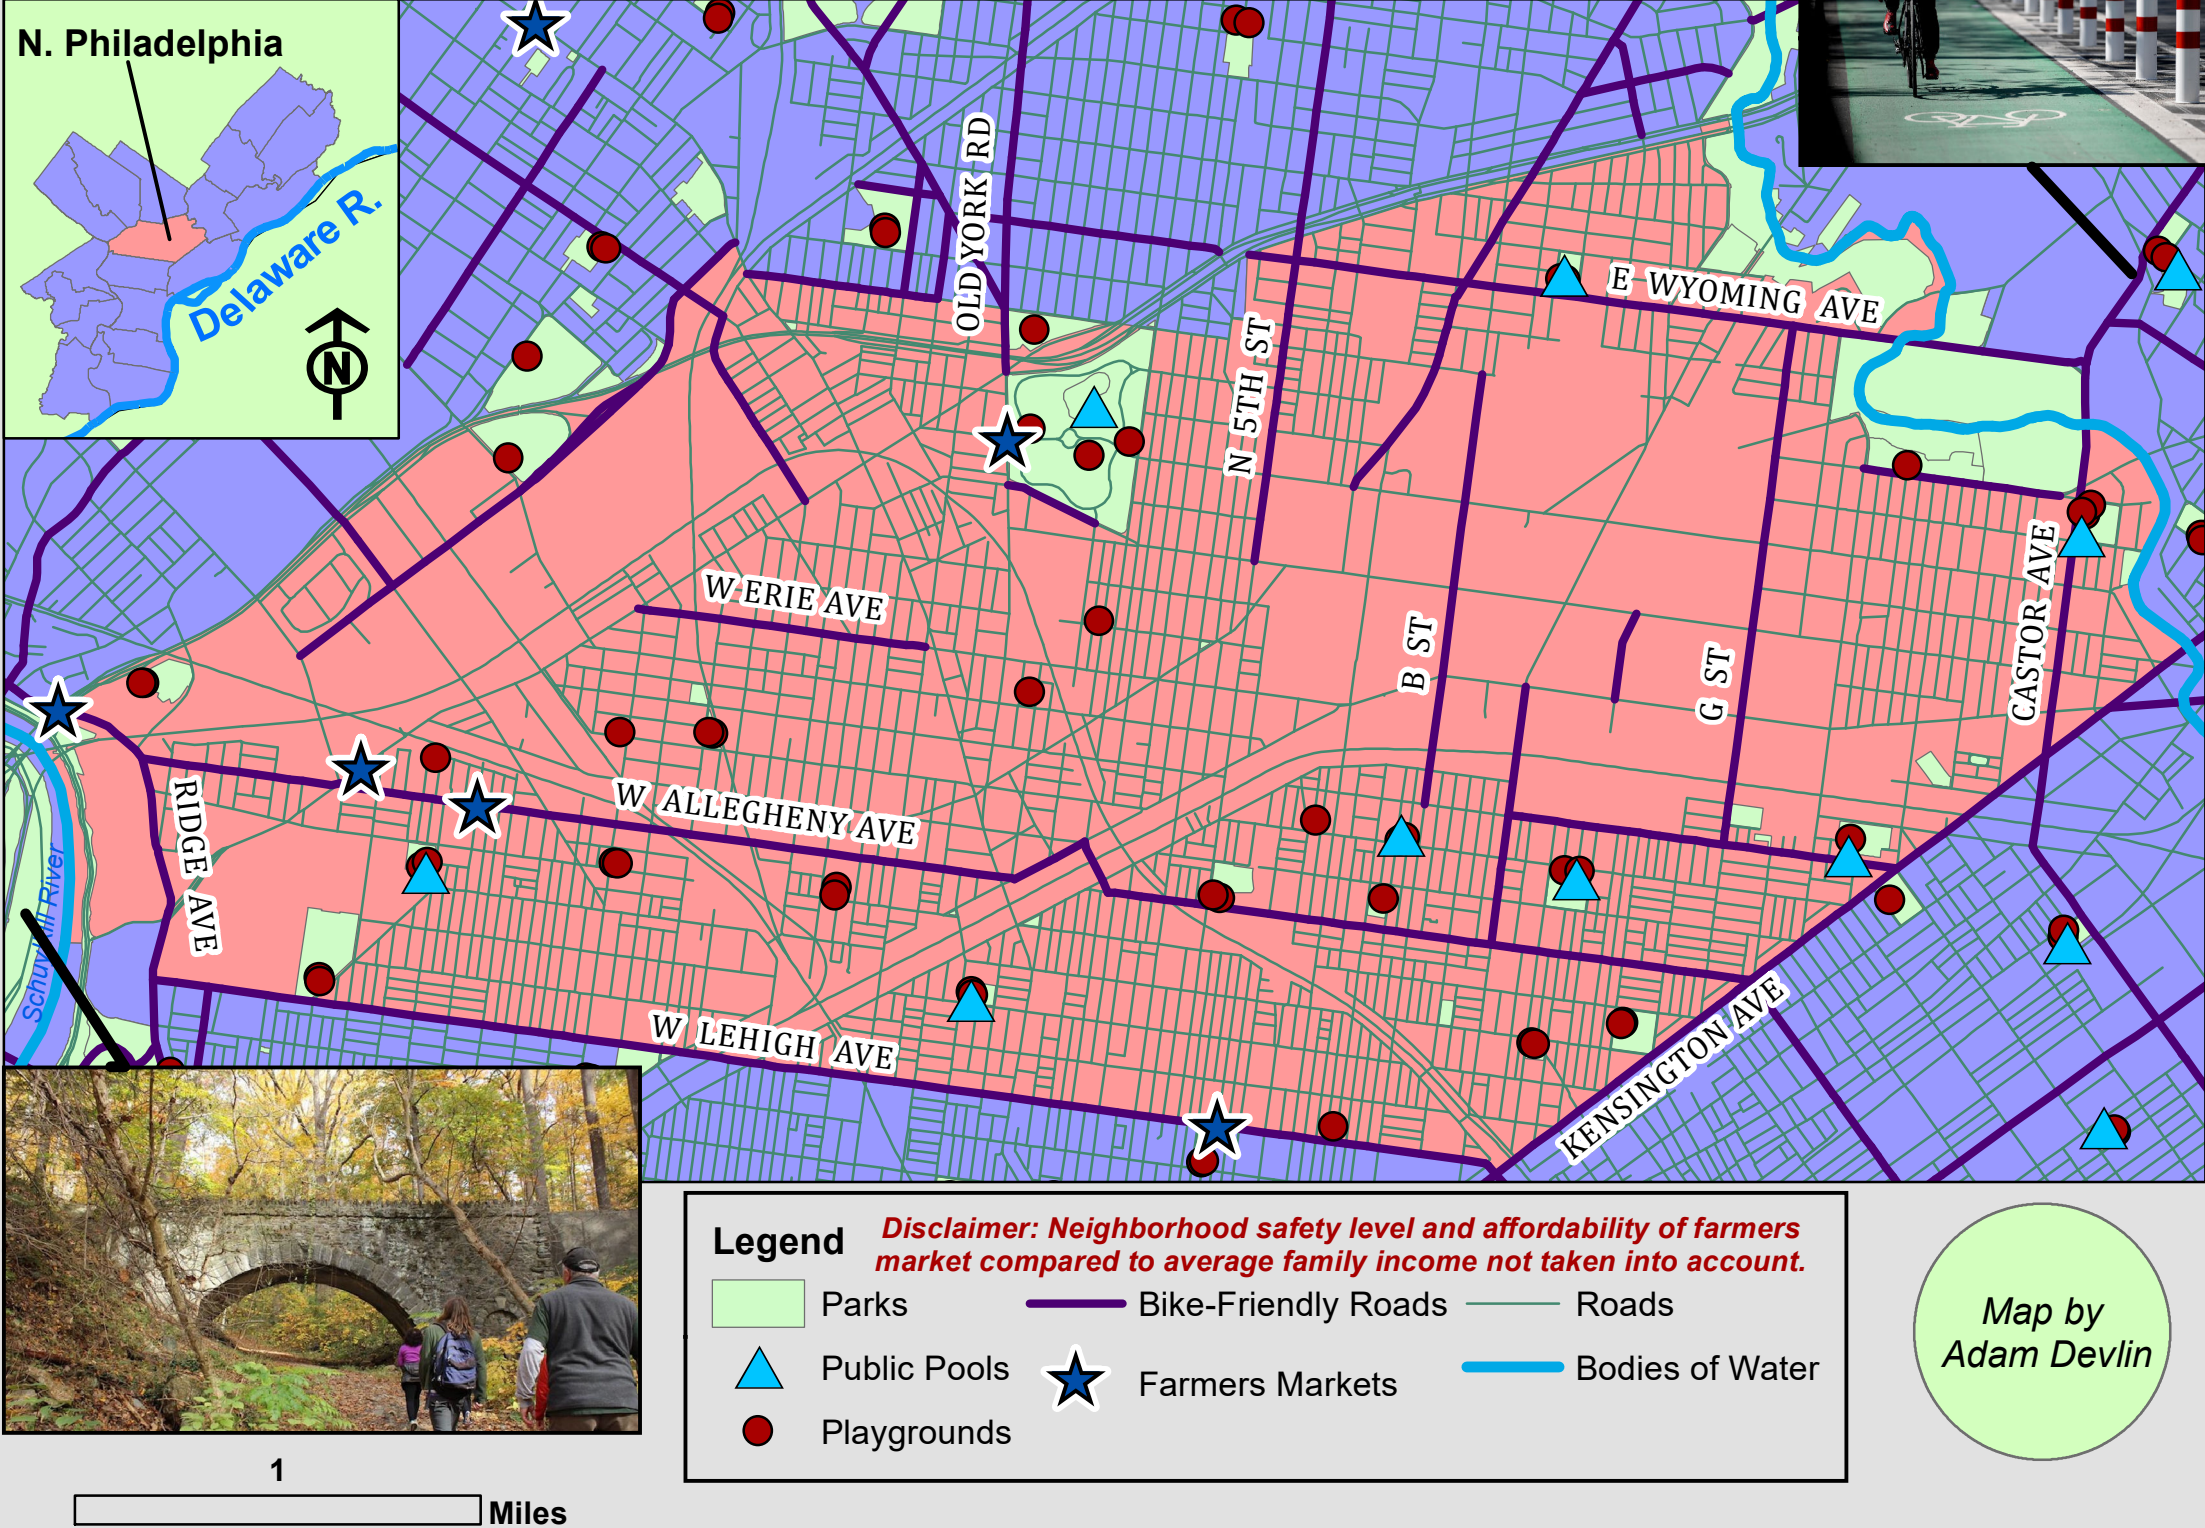 N. Philadelphia
Delaware R.
N
OLD YORK RD
N 5TH ST
E WYOMING AVE
W ERIE AVE
B ST
G ST
CASTOR AVE
RIDGE AVE
W ALLEGHENY AVE
Schuylkill River
W LEHIGH AVE
KENSINGTON AVE
Legend
Disclaimer: Neighborhood safety level and affordability of farmers
market compared to average family income not taken into account.
Parks
Bike-Friendly Roads
Roads
Public Pools
Farmers Markets
Bodies of Water
Playgrounds
Map by
Adam Devlin
1
Miles